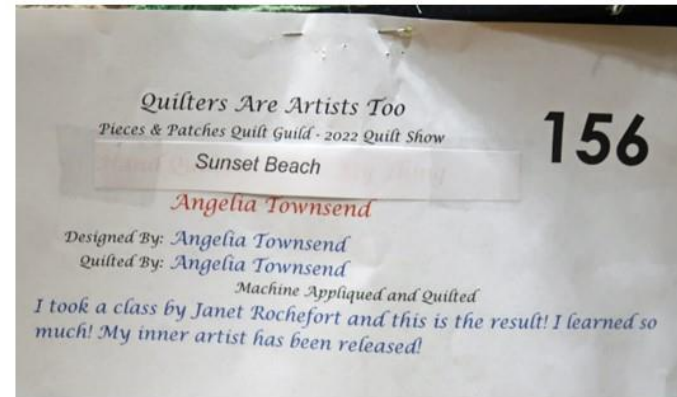 Quilters Are Artists Too
Pieces & Patches Quilt Guild - 2022 Quilt Show
156
Sunset Beach
Angelia Townsend
Designed By: Angelia Townsend
Quilted By: Angelia Townsend
Machine Appliqued and Quilted
I took a class by Janet Rochefort and this is the result! I learned so
much! My inner artist has been released!